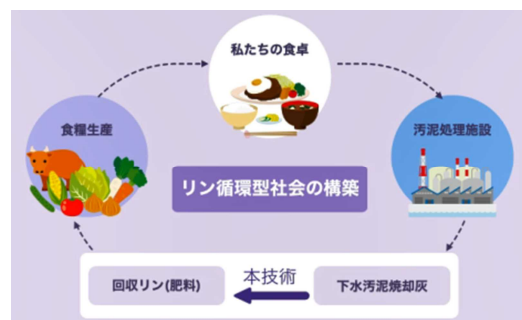 私たちの食卓
食糧生産
汚泥処理施設
リン循環型社会の構築
回収リン(肥料)
本技術
下水汚泥焼却灰